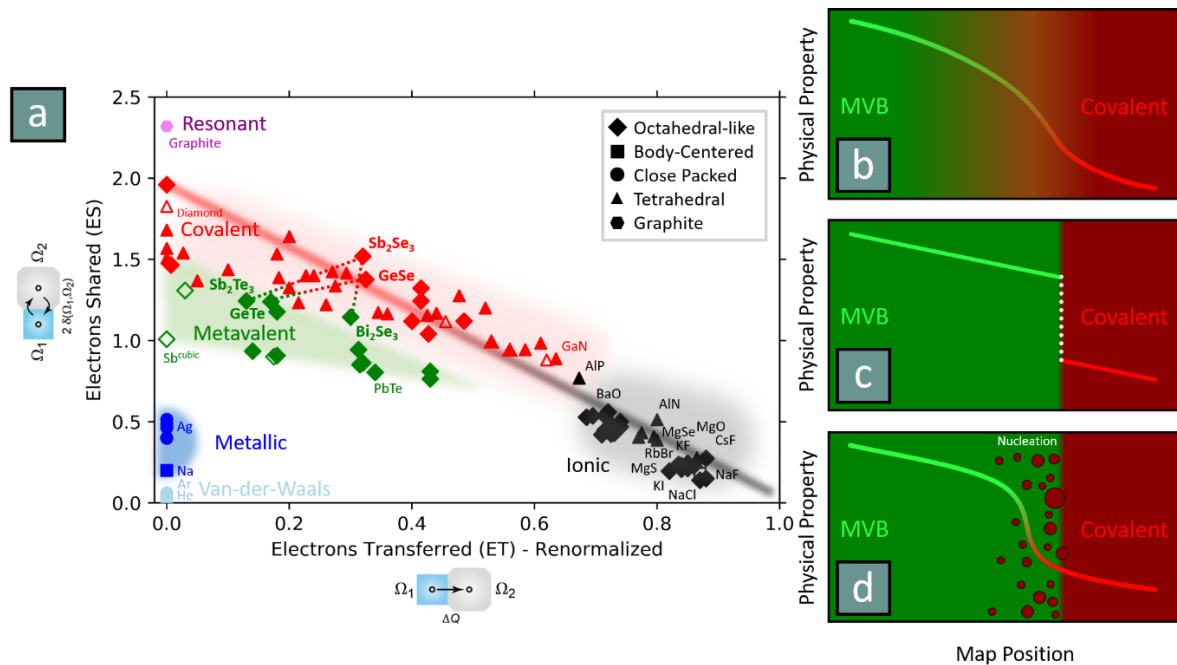 a
2.5
2.0
1.5
1.0
0.5
0.0
Electrons Shared (ES)
Ω₂
Ω₁
2 δ(Ω₁,Ω₂)
Resonant
Graphite
Octahedral-like
Body-Centered
Close Packed
Tetrahedral
Graphite
Diamond
Covalent
Sb₂Se₃
GeSe
Sb₂Te₃
GeTe
Metavalent
Bi₂Se₃
Sbᶜᵘᵇⁱᶜ
PbTe
GaN
AlP
BaO
AlN
MgSe
MgO
KF
CsF
RbBr
MgS
NaF
KI
NaCl
Ionic
Ag
Metallic
Na
Ar
He
Van-der-Waals
0.0
0.2
0.4
0.6
0.8
1.0
Electrons Transferred (ET) - Renormalized
Ω₁
Ω₂
ΔQ
Physical Property
MVB
Covalent
b
Physical Property
MVB
Covalent
c
Physical Property
Nucleation
MVB
Covalent
d
Map Position